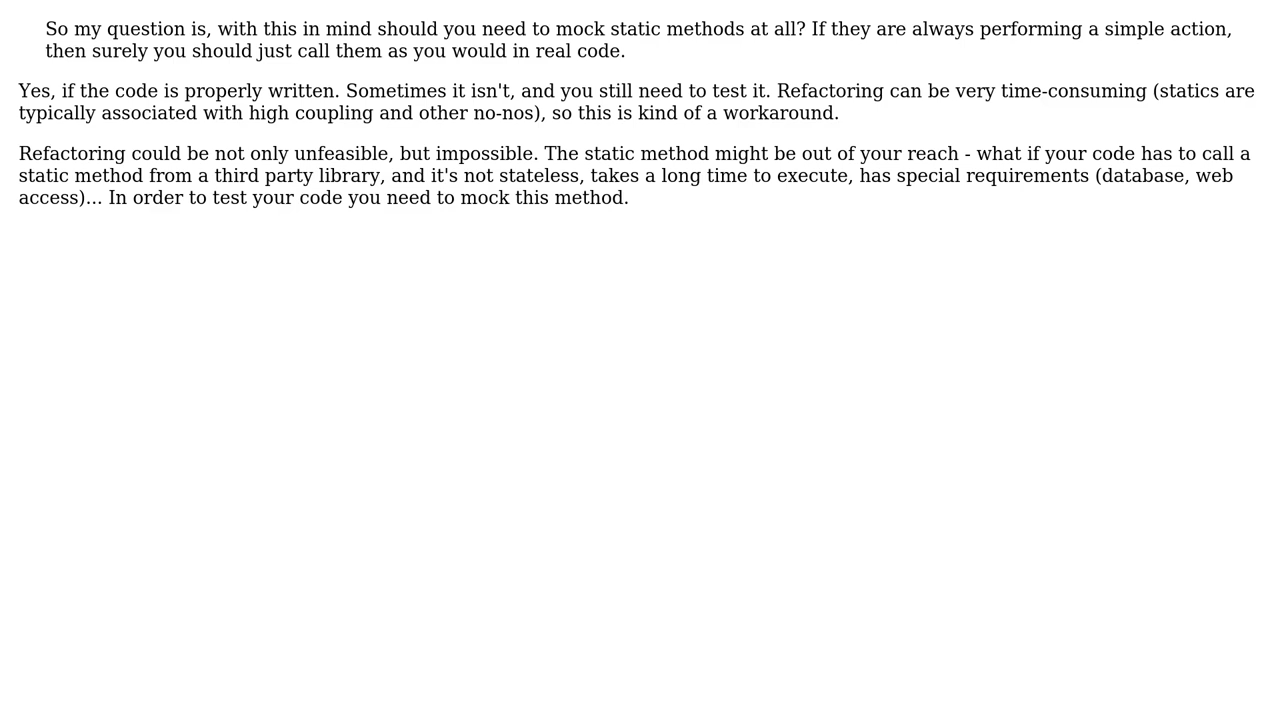 So my question is, with this in mind should you need to mock static methods at all? If they are always performing a simple action,
then surely you should just call them as you would in real code.
Yes, if the code is properly written. Sometimes it isn't, and you still need to test it. Refactoring can be very time-consuming (statics are
typically associated with high coupling and other no-nos), so this is kind of a workaround.
Refactoring could be not only unfeasible, but impossible. The static method might be out of your reach - what if your code has to call a
static method from a third party library, and it's not stateless, takes a long time to execute, has special requirements (database, web
access)... In order to test your code you need to mock this method.